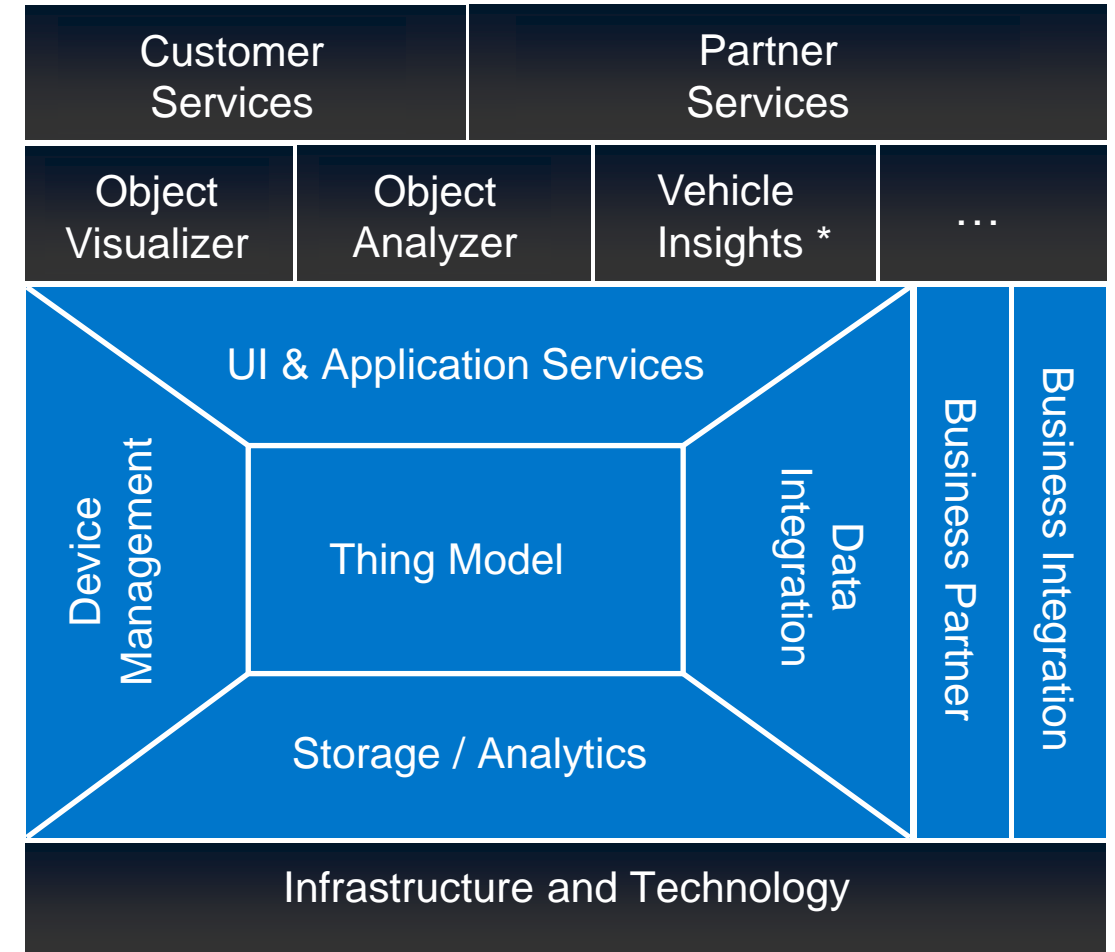 Customer
Services
Partner
Services
Object
Visualizer
Object
Analyzer
Vehicle
Insights *
...
UI & Application Services
Device
Management
Thing Model
Data
Integration
Business Partner
Business Integration
Storage / Analytics
Infrastructure and Technology